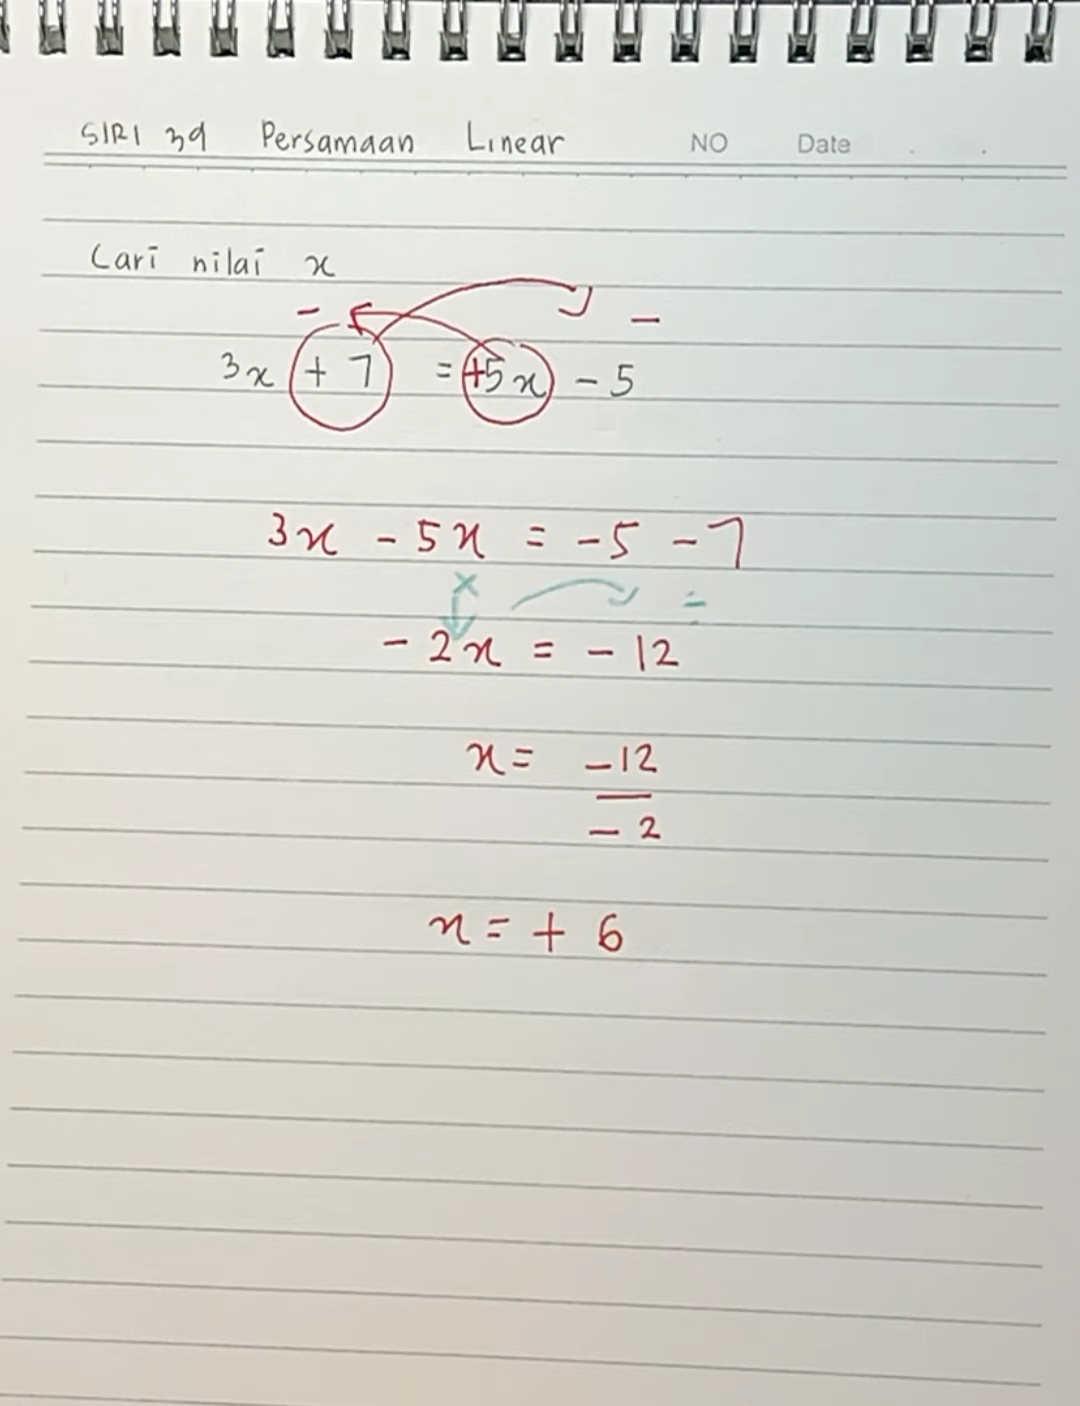 SIRI 39 Persamaan Linear NO Date
Cari nilai x
- -
3x + 7 = +5x - 5
3x - 5x = -5 - 7
× ÷
- 2x = - 12
x = -12
- 2
x = + 6